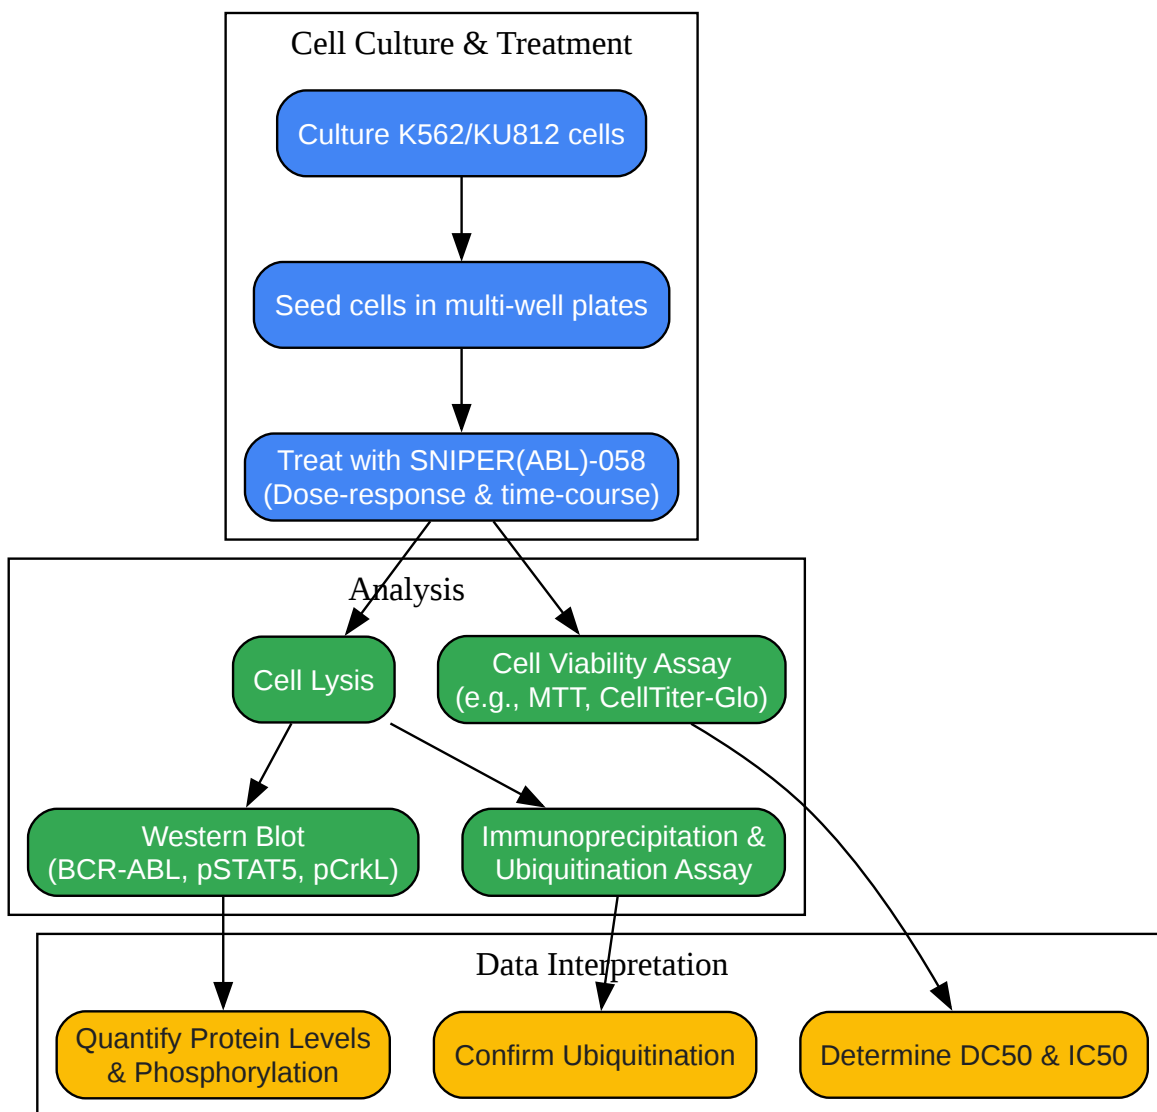 Cell Culture & Treatment
Culture K562/KU812 cells
Seed cells in multi-well plates
Treat with SNIPER(ABL)-058
(Dose-response & time-course)
Analysis
Cell Lysis
Cell Viability Assay
(e.g., MTT, CellTiter-Glo)
Western Blot
(BCR-ABL, pSTAT5, pCrkL)
Immunoprecipitation &
Ubiquitination Assay
Data Interpretation
Quantify Protein Levels
& Phosphorylation
Confirm Ubiquitination
Determine DC50 & IC50